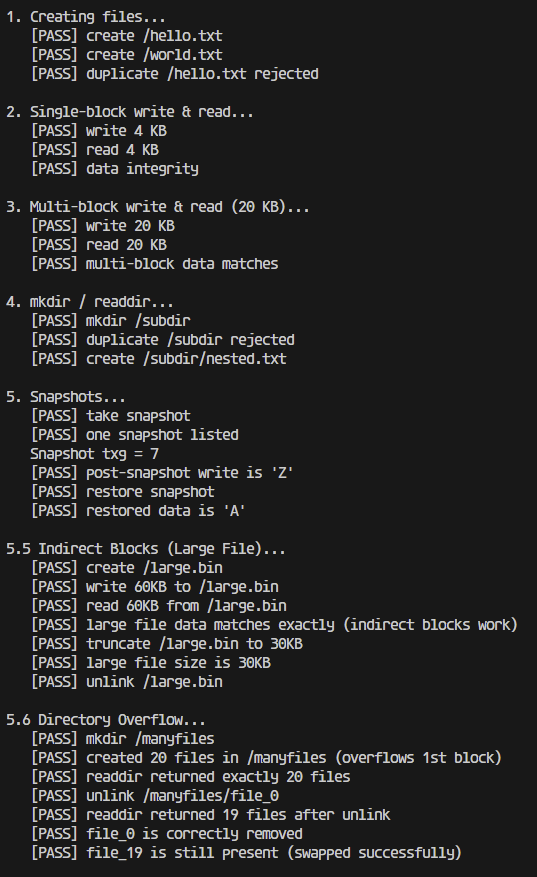 1. Creating files...
[PASS] create /hello.txt
[PASS] create /world.txt
[PASS] duplicate /hello.txt rejected
2. Single-block write & read...
[PASS] write 4 KB
[PASS] read 4 KB
[PASS] data integrity
3. Multi-block write & read (20 KB)...
[PASS] write 20 KB
[PASS] read 20 KB
[PASS] multi-block data matches
4. mkdir / readdir...
[PASS] mkdir /subdir
[PASS] duplicate /subdir rejected
[PASS] create /subdir/nested.txt
5. Snapshots...
[PASS] take snapshot
[PASS] one snapshot listed
Snapshot txg = 7
[PASS] post-snapshot write is 'Z'
[PASS] restore snapshot
[PASS] restored data is 'A'
5.5 Indirect Blocks (Large File)...
[PASS] create /large.bin
[PASS] write 60KB to /large.bin
[PASS] read 60KB from /large.bin
[PASS] large file data matches exactly (indirect blocks work)
[PASS] truncate /large.bin to 30KB
[PASS] large file size is 30KB
[PASS] unlink /large.bin
5.6 Directory Overflow...
[PASS] mkdir /manyfiles
[PASS] created 20 files in /manyfiles (overflows 1st block)
[PASS] readdir returned exactly 20 files
[PASS] unlink /manyfiles/file_0
[PASS] readdir returned 19 files after unlink
[PASS] file_0 is correctly removed
[PASS] file_19 is still present (swapped successfully)